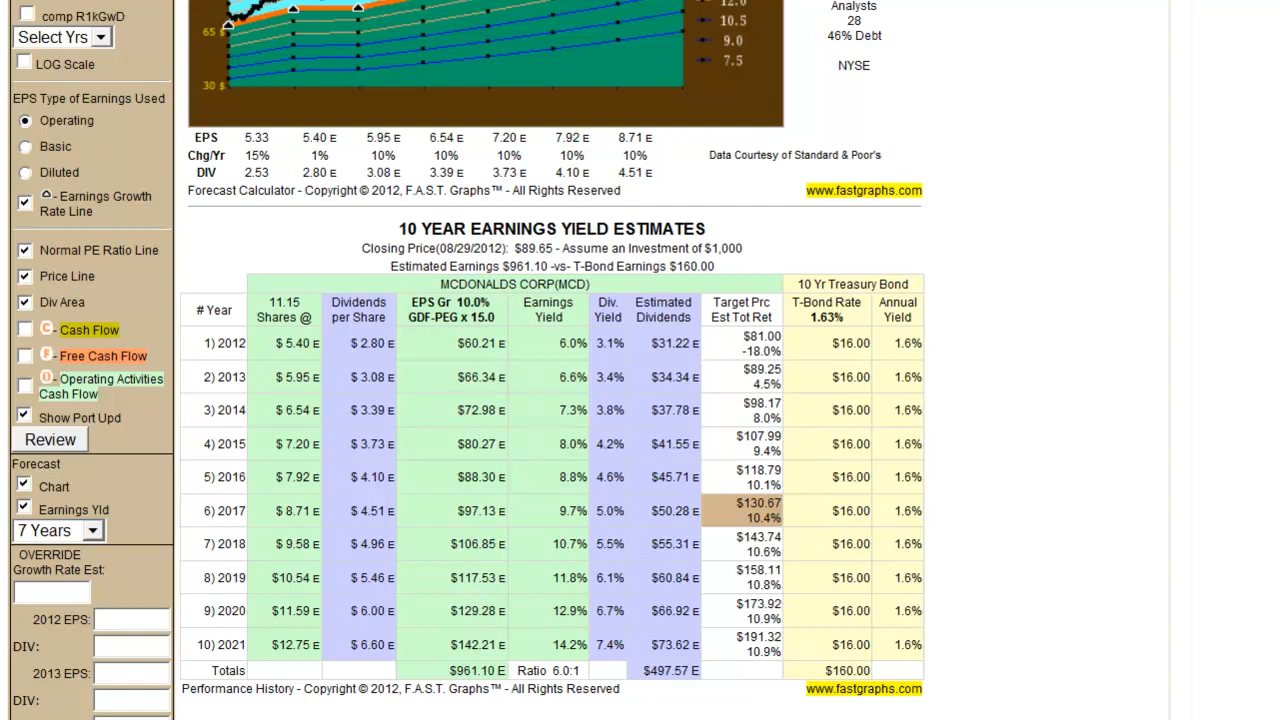 comp R1kGwD
Select Yrs
LOG Scale
EPS Type of Earnings Used
Operating
Basic
Diluted
- Earnings Growth
Rate Line
Normal PE Ratio Line
Price Line
Div Area
C - Cash Flow
F - Free Cash Flow
O - Operating Activities
Cash Flow
Show Port Upd
Review
Forecast
Chart
Earnings Yld
7 Years
OVERRIDE
Growth Rate Est:
2012 EPS:
DIV:
2013 EPS:
DIV:
65 $
30 $
12.0
10.5
9.0
7.5
Analysts
28
46% Debt
NYSE
EPS 5.33 5.40 E 5.95 E 6.54 E 7.20 E 7.92 E 8.71 E
Chg/Yr 15% 1% 10% 10% 10% 10% 10%
DIV 2.53 2.80 E 3.08 E 3.39 E 3.73 E 4.10 E 4.51 E
Data Courtesy of Standard & Poor's
Forecast Calculator - Copyright © 2012, F.A.S.T. Graphs™ - All Rights Reserved www.fastgraphs.com
10 YEAR EARNINGS YIELD ESTIMATES
Closing Price(08/29/2012): $89.65 - Assume an Investment of $1,000
Estimated Earnings $961.10 -vs- T-Bond Earnings $160.00
MCDONALDS CORP(MCD) 10 Yr Treasury Bond
# Year 11.15 Dividends EPS Gr 10.0% Earnings Div. Estimated Target Prc T-Bond Rate Annual
Shares @ per Share GDF-PEG x 15.0 Yield Yield Dividends Est Tot Ret 1.63% Yield
1) 2012 $ 5.40 E $ 2.80 E $60.21 E 6.0% 3.1% $31.22 E $81.00 $16.00 1.6%
-18.0%
2) 2013 $ 5.95 E $ 3.08 E $66.34 E 6.6% 3.4% $34.34 E $89.25 $16.00 1.6%
4.5%
3) 2014 $ 6.54 E $ 3.39 E $72.98 E 7.3% 3.8% $37.78 E $98.17 $16.00 1.6%
8.0%
4) 2015 $ 7.20 E $ 3.73 E $80.27 E 8.0% 4.2% $41.55 E $107.99 $16.00 1.6%
9.4%
5) 2016 $ 7.92 E $ 4.10 E $88.30 E 8.8% 4.6% $45.71 E $118.79 $16.00 1.6%
10.1%
6) 2017 $ 8.71 E $ 4.51 E $97.13 E 9.7% 5.0% $50.28 E $130.67 $16.00 1.6%
10.4%
7) 2018 $ 9.58 E $ 4.96 E $106.85 E 10.7% 5.5% $55.31 E $143.74 $16.00 1.6%
10.6%
8) 2019 $10.54 E $ 5.46 E $117.53 E 11.8% 6.1% $60.84 E $158.11 $16.00 1.6%
10.8%
9) 2020 $11.59 E $ 6.00 E $129.28 E 12.9% 6.7% $66.92 E $173.92 $16.00 1.6%
10.9%
10) 2021 $12.75 E $ 6.60 E $142.21 E 14.2% 7.4% $73.62 E $191.32 $16.00 1.6%
10.9%
Totals $961.10 E Ratio 6.0:1 $497.57 E $160.00
Performance History - Copyright © 2012, F.A.S.T. Graphs™ - All Rights Reserved www.fastgraphs.com